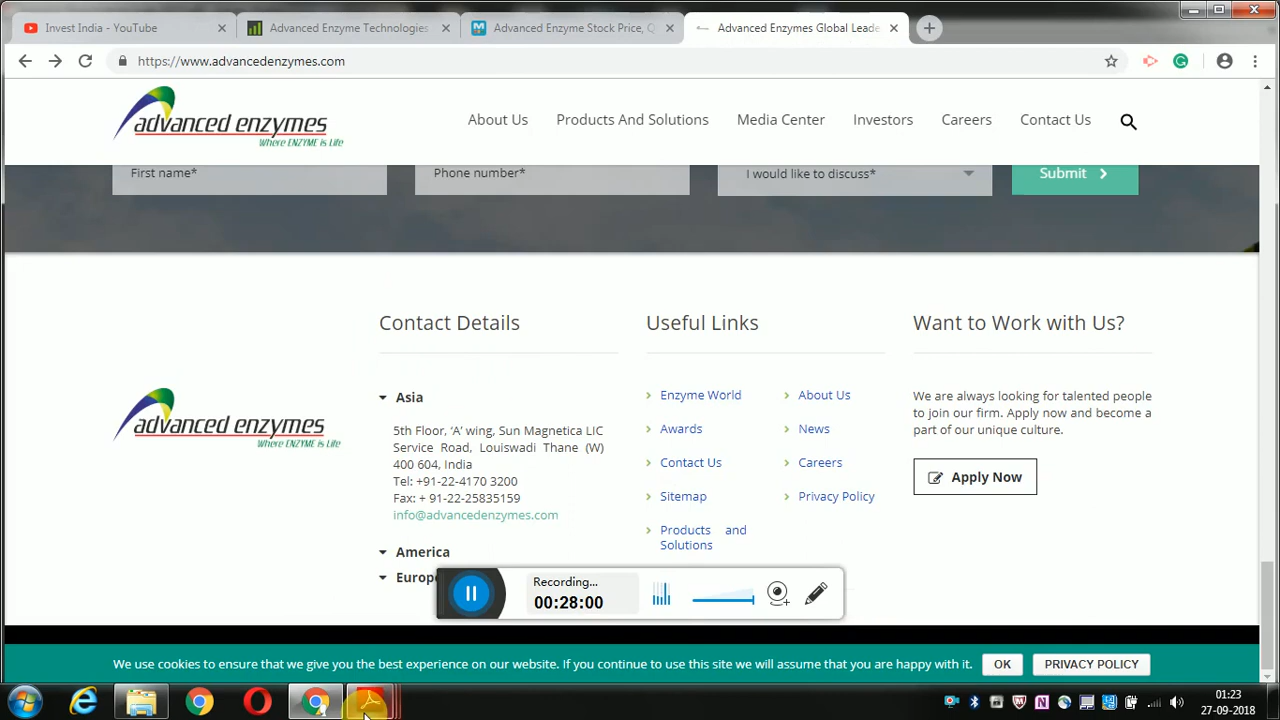 Invest India - YouTube
Advanced Enzyme Technologies
Advanced Enzyme Stock Price, Q
Advanced Enzymes Global Leade
https://www.advancedenzymes.com
advanced enzymes
Where ENZYME is Life
About Us
Products And Solutions
Media Center
Investors
Careers
Contact Us
First name*
Phone number*
I would like to discuss*
Submit
Contact Details
Useful Links
Want to Work with Us?
advanced enzymes
Where ENZYME is Life
Asia
5th Floor, ‘A’ wing, Sun Magnetica LIC
Service Road, Louiswadi Thane (W)
400 604, India
Tel: +91-22-4170 3200
Fax: + 91-22-25835159
info@advancedenzymes.com
America
Europe
Enzyme World
About Us
Awards
News
Contact Us
Careers
Sitemap
Privacy Policy
Products and
Solutions
We are always looking for talented people
to join our firm. Apply now and become a
part of our unique culture.
Apply Now
Recording...
00:28:00
We use cookies to ensure that we give you the best experience on our website. If you continue to use this site we will assume that you are happy with it.
OK
PRIVACY POLICY
01:23
27-09-2018